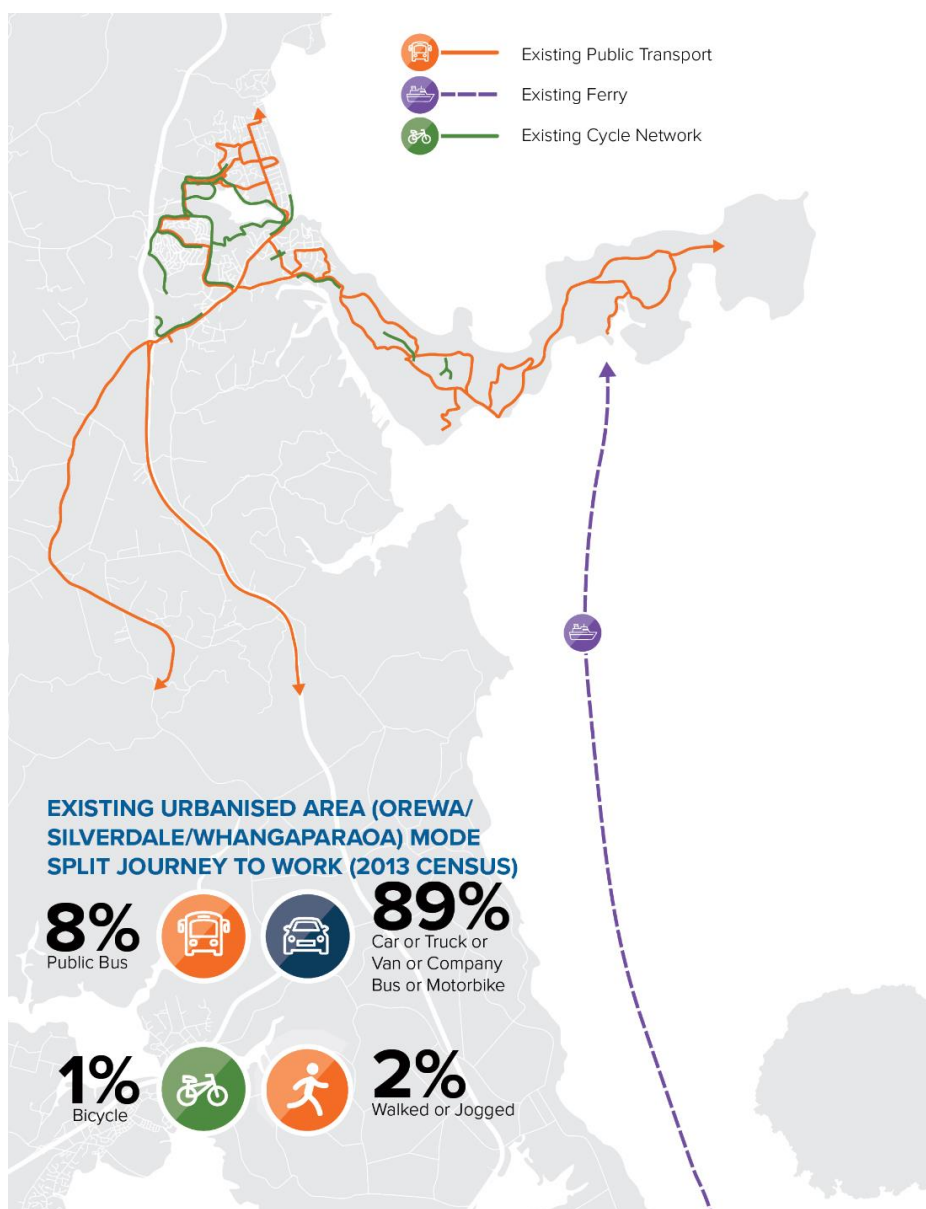 Existing Public Transport
Existing Ferry
Existing Cycle Network
EXISTING URBANISED AREA (OREWA/
SILVERDALE/WHANGAPARAOA) MODE
SPLIT JOURNEY TO WORK (2013 CENSUS)
8%
Public Bus
89%
Car or Truck or
Van or Company
Bus or Motorbike
1%
Bicycle
2%
Walked or Jogged